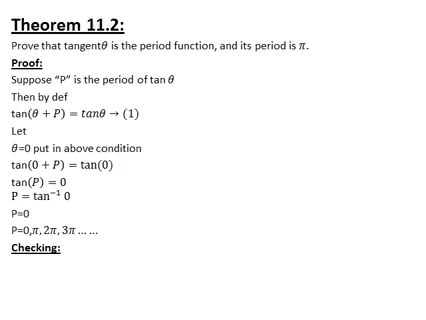 Theorem 11.2:
Prove that tangentθ is the period function, and its period is π.
Proof:
Suppose “P” is the period of tan θ
Then by def
tan(θ + P) = tanθ → (1)
Let
θ=0 put in above condition
tan(0 + P) = tan(0)
tan(P) = 0
P = tan⁻¹ 0
P=0
P=0,π, 2π, 3π … …
Checking: